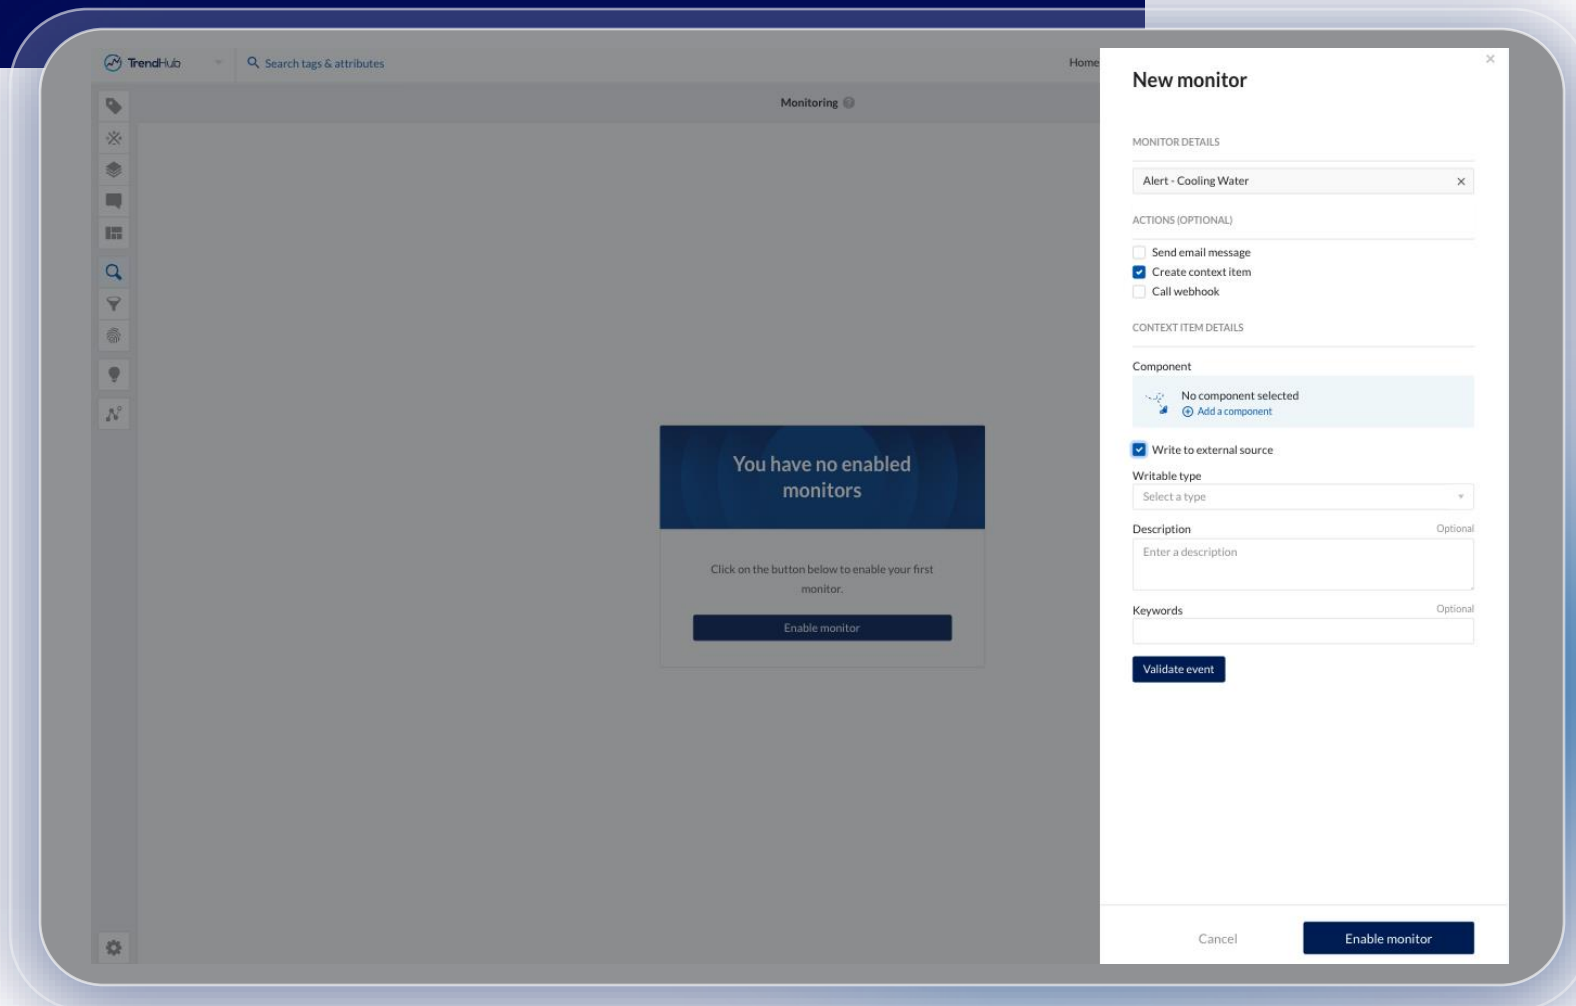 TrendHub
Search tags & attributes
Home
Monitoring
You have no enabled
monitors
Click on the button below to enable your first
monitor.
Enable monitor
New monitor
MONITOR DETAILS
Alert - Cooling Water
ACTIONS (OPTIONAL)
Send email message
Create context item
Call webhook
CONTEXT ITEM DETAILS
Component
No component selected
Add a component
Write to external source
Writable type
Select a type
Description Optional
Enter a description
Keywords Optional
Validate event
Cancel Enable monitor